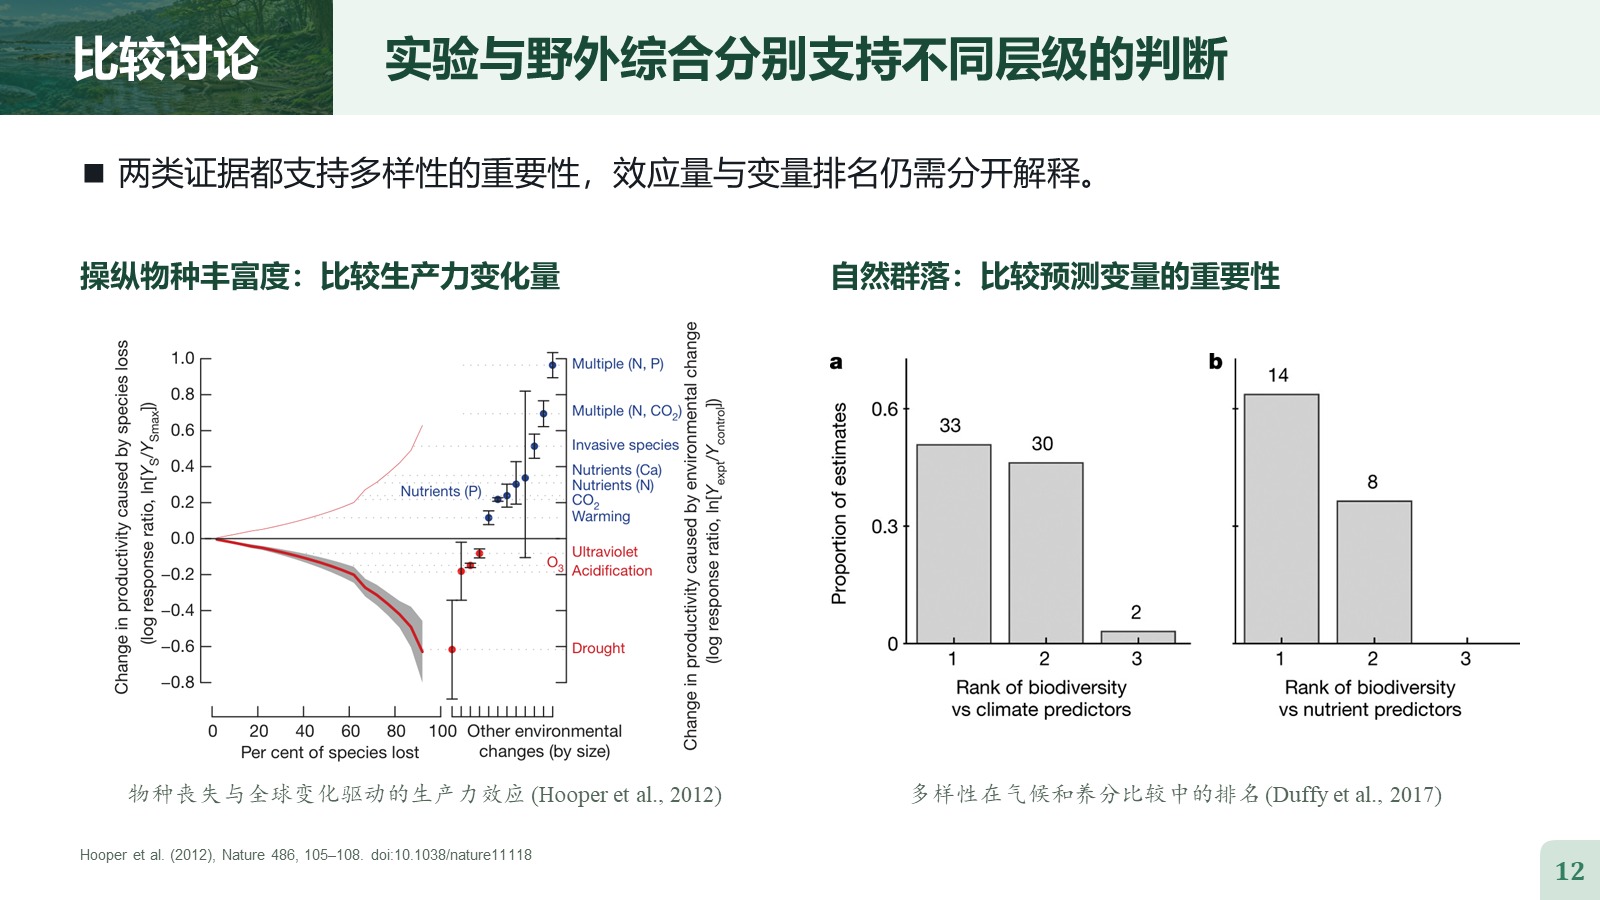 比较讨论
实验与野外综合分别支持不同层级的判断
■ 两类证据都支持多样性的重要性，效应量与变量排名仍需分开解释。
操纵物种丰富度：比较生产力变化量
Change in productivity caused by species loss
(log response ratio, ln[YS/YSmax])
1.0
0.8
0.6
0.4
0.2
0.0
−0.2
−0.4
−0.6
−0.8
0 20 40 60 80 100
Per cent of species lost
Other environmental
changes (by size)
Multiple (N, P)
Multiple (N, CO2)
Invasive species
Nutrients (Ca)
Nutrients (P)
Nutrients (N)
CO2
Warming
Ultraviolet
O3
Acidification
Drought
Change in productivity caused by environmental change
(log response ratio, ln[Yexpt/Ycontrol])
物种丧失与全球变化驱动的生产力效应 (Hooper et al., 2012)
自然群落：比较预测变量的重要性
a
Proportion of estimates
0.6
0.3
0
33
30
2
1 2 3
Rank of biodiversity
vs climate predictors
b
14
8
1 2 3
Rank of biodiversity
vs nutrient predictors
多样性在气候和养分比较中的排名 (Duffy et al., 2017)
Hooper et al. (2012), Nature 486, 105–108. doi:10.1038/nature11118
12